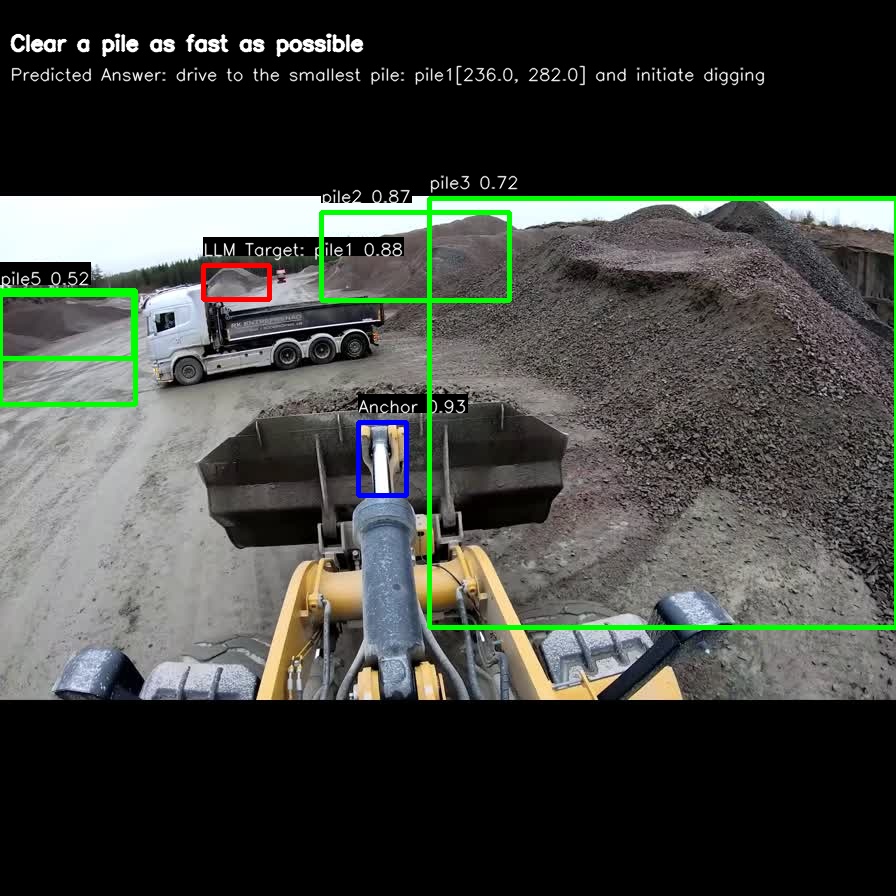 Clear a pile as fast as possible
Predicted Answer: drive to the smallest pile: pile1[236.0, 282.0] and initiate digging
pile3 0.72
pile2 0.87
LLM Target: pile1 0.88
pile5 0.52
RK ENTREPRENAD
Anchor 0.93